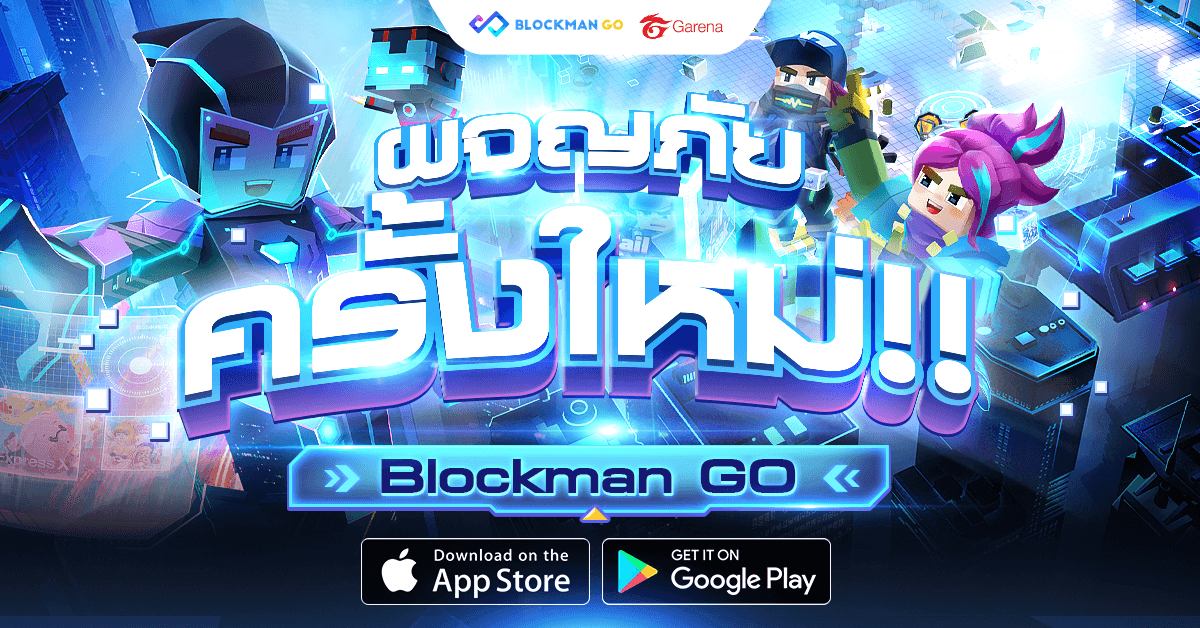 BLOCKMAN GO Garena
ผจญภัย
ครั้งใหม่!!
Blockman GO
Download on the
App Store
GET IT ON
Google Play